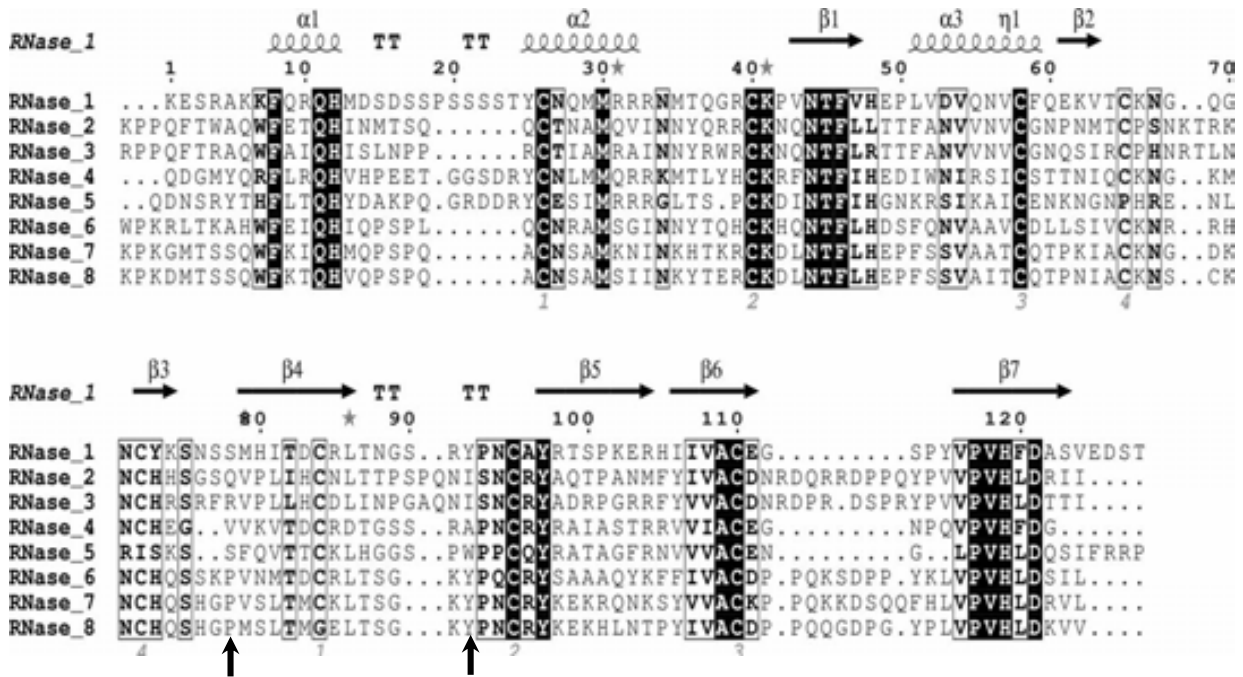 α1 α2 β1 α3 η1 β2
RNase_1 TT TT
1 10 20 30 ★ 40 ★ 50 60 70
RNase_1 ...KESRAKKFQRQHMDSDSSPSSSSTYCNQMMRRRNMTQGRCKPVNTFVHEPLVDVQNVCFQEKVTCKNG..QG
RNase_2 KPPQFTWAQWFETQHINMTSQ......QCTNAMQVINNYQRRCKNQNTFLLTTFANVVNVCGNPNMTCPSNKTRK
RNase_3 RPPQFTRAQWFAIQHISLNPP......RCTIAMRAINNYRWRCKNQNTFLRTTFANVVNVCGNQSIRCPHNRTLN
RNase_4 ...QDGMYQRFLRQHVHPEET.GGSDRYCNLMMQRRKMTLYHCKRFNTFIHEDIWNIRSICSTTNIQCKNG..KM
RNase_5 ..QDNSRYTHFLTQHYDAKPQ.GRDDRYCESIMRRRGLTS.PCKDINTFIHGNKRSIKAICENKNGNPHRE..NL
RNase_6 WPKRLTKAHWFEIQHIQPSPL......QCNRAMSGINNYTQHCKHQNTFLHDSFQNVAAVCDLLSIVCKNR..RH
RNase_7 KPKGMTSSQWFKTQHMQPSPQ......ACNSAMKNINKHTKRCKDLNTFLHEPFSSVAATCQTPKIACKNG..DK
RNase_8 KPKDMTSSQWFKTQHVQPSPQ......ACNSAMSIINKYTERCKDLNTFLHEPFSSVAITCQTPNIACKNS..CK
1 2 3 4
β3 β4 β5 β6 β7
RNase_1 TT TT
80 ★ 90 100 110 120
RNase_1 NCYKSNSSMHITDCRLTNGS..RYPNCAYRTSPKERHIIVACEG.........SPYVPVHFDASVEDST
RNase_2 NCHHSGSQVPLIHCNLTTPSPQNISNCRYAQTPANMFYIVACDNRDQRRDPPQYPVVPVHLDRII....
RNase_3 NCHRSRFRVPLLHCDLINPGAQNISNCRYADRPGRRFYVVACDNRDPR.DSPRYPVVPVHLDTTI....
RNase_4 NCHEG..VVKVTDCRDTGSS..RAPNCRYRAIASTRRVVIACEG.........NPQVPVHFDG......
RNase_5 RISKS..SFQVTTCKLHGGS..PWPPCQYRATAGFRNVVVACEN.........G.LPVHLDQSIFRRP
RNase_6 NCHQSSKPVNMTDCRLTSG...KYPQCRYSAAAQYKFFIVACDP.PQKSDPP.YKLVPVHLDSIL....
RNase_7 NCHQSHGPVSLTMCKLTSG...KYPNCRYKEKRQNKSYVVACKP.PQKKDSQQFHLVPVHLDRVL....
RNase_8 NCHQSHGPMSLTMGELTSG...KYPNCRYKEKHLNTPYIVACDP.PQQGDPG.YPLVPVHLDKVV....
4 1 2 3